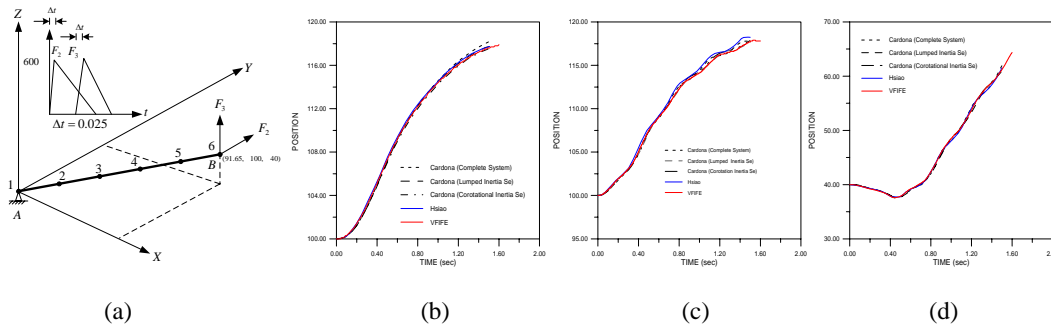 Z
Δt
Δt
F2 F3
600
t
Δt = 0.025
Y
F3
F2
1 2 3 4 5 6
B
(91.65, 100, 40)
A
X
(a)
120.00
116.00
112.00
108.00
104.00
100.00
POSITION
Cardona (Complete System)
Cardona (Lumped Inertia Se)
Cardona (Corotational Inertia Se)
Hsiao
VFIFE
0.00 0.40 0.80 1.20 1.60 2.00
TIME (sec)
(b)
120.00
115.00
110.00
105.00
100.00
95.00
POSITION
Cardona (Complete System)
Cardona (Lumped Inertia Se)
Cardona (Corotation Inertia Se)
Hsiao
VFIFE
0.00 0.40 0.80 1.20 1.60 2.00
TIME (sec)
(c)
70.00
60.00
50.00
40.00
30.00
POSITION
Cardona (Complete System)
Cardona (Lumped Inertia Se)
Cardona (Corotational Inertia Se)
Hsiao
VFIFE
0.00 0.40 0.80 1.20 1.60 2.00
TIME (sec)
(d)